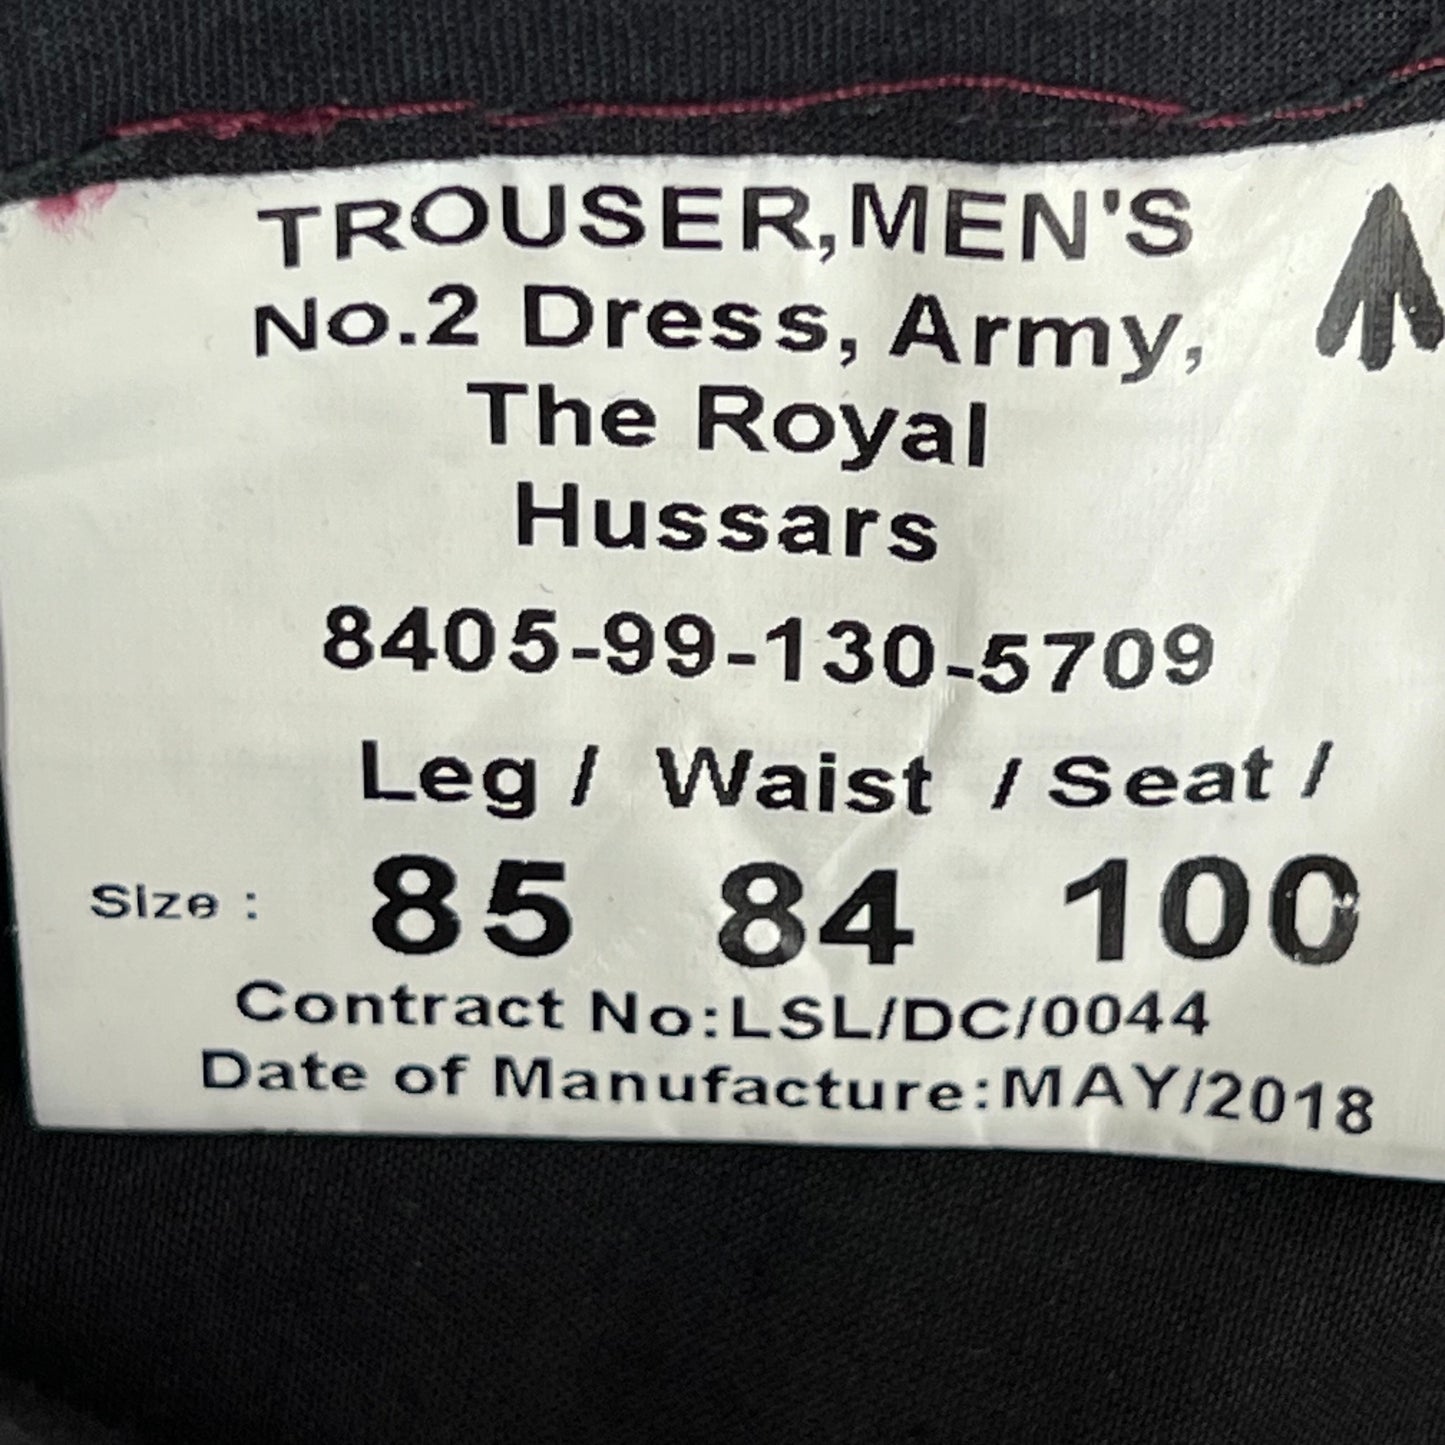 TROUSER,MEN'S
No.2 Dress, Army,
The Royal
Hussars
8405-99-130-5709
Leg / Waist / Seat /
Size : 85 84 100
Contract No:LSL/DC/0044
Date of Manufacture:MAY/2018